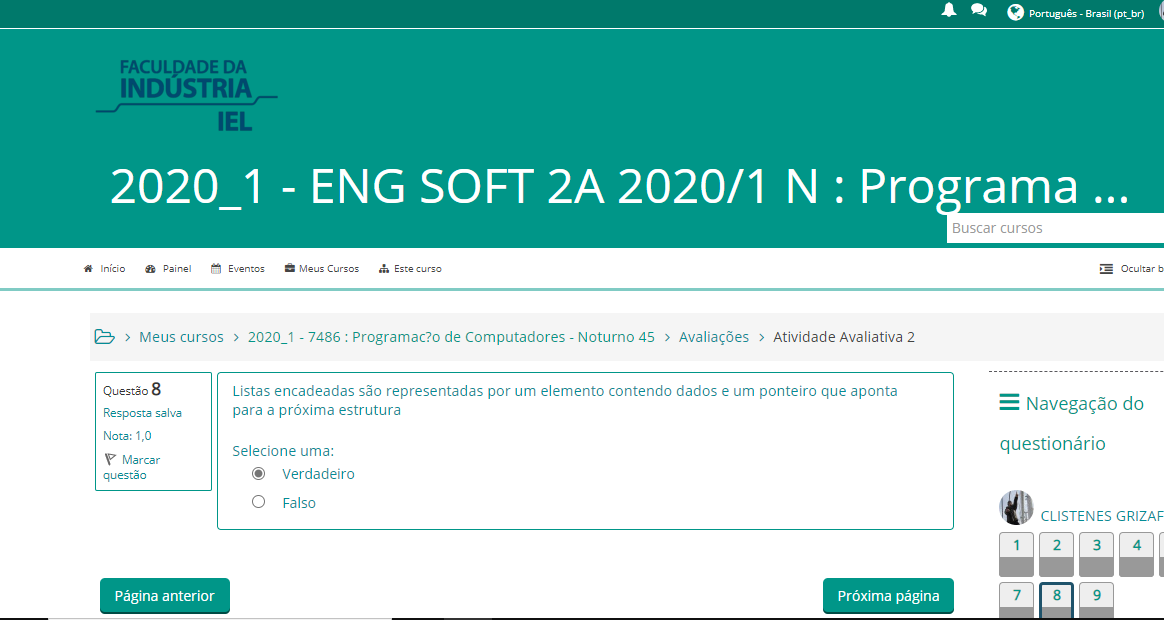 Português - Brasil (pt_br)
FACULDADE DA
INDÚSTRIA
IEL
2020_1 - ENG SOFT 2A 2020/1 N : Programa ...
Buscar cursos
Início Painel Eventos Meus Cursos Este curso Ocultar b
Meus cursos > 2020_1 - 7486 : Programac?o de Computadores - Noturno 45 > Avaliações > Atividade Avaliativa 2
Questão 8
Resposta salva
Nota: 1,0
Marcar
questão
Listas encadeadas são representadas por um elemento contendo dados e um ponteiro que aponta
para a próxima estrutura
Selecione uma:
Verdadeiro
Falso
Página anterior
Próxima página
Navegação do
questionário
CLISTENES GRIZAF
1 2 3 4
7 8 9